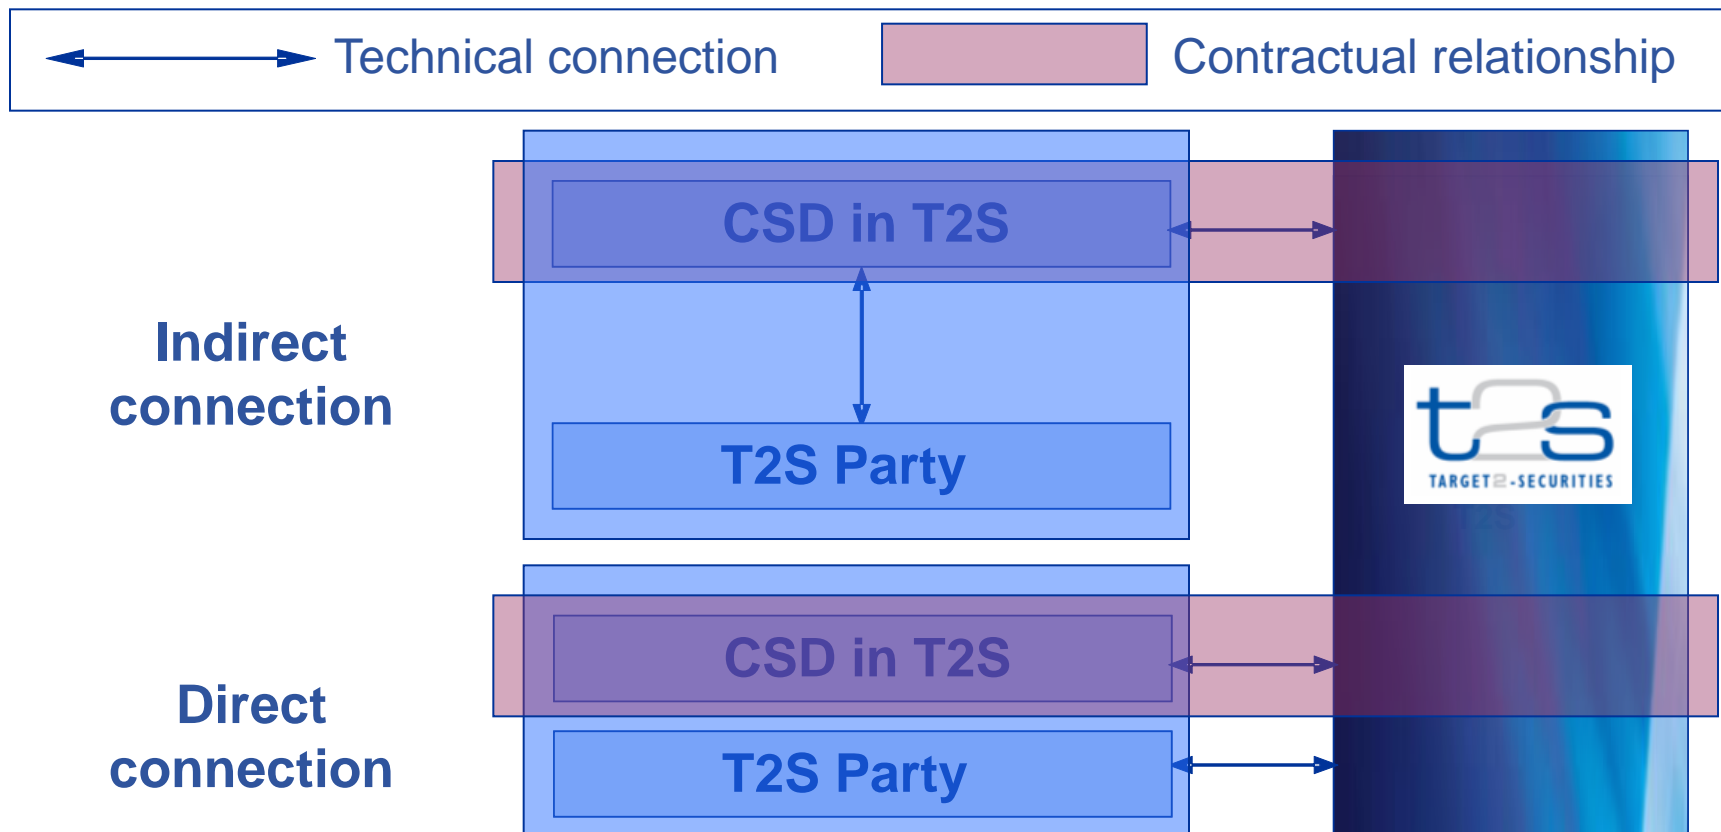 Technical connection
Contractual relationship
CSD in T2S
Indirect
connection
T2S Party
t2s
TARGET2-SECURITIES
T2S
CSD in T2S
Direct
connection
T2S Party